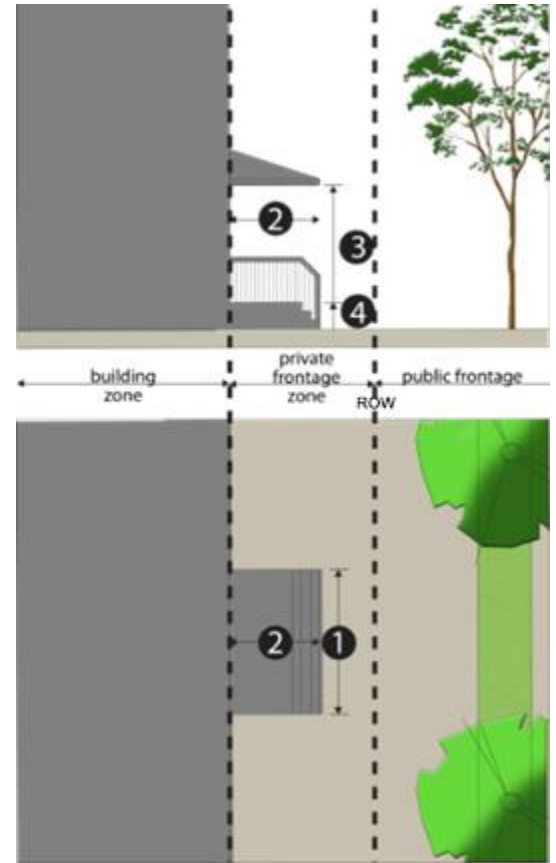 2
3
4
building
zone
private
frontage
zone
public frontage
ROW
2
1